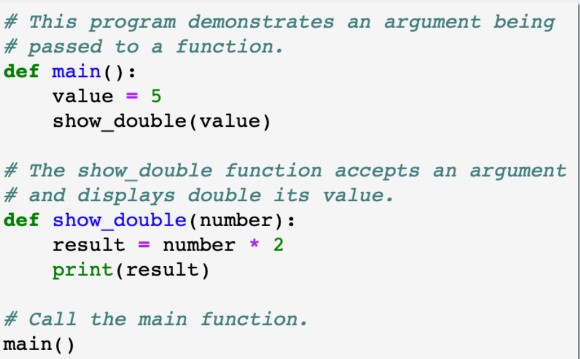 # This program demonstrates an argument being
# passed to a function.
def main():
    value = 5
    show_double(value)

# The show_double function accepts an argument
# and displays double its value.
def show_double(number):
    result = number * 2
    print(result)

# Call the main function.
main()